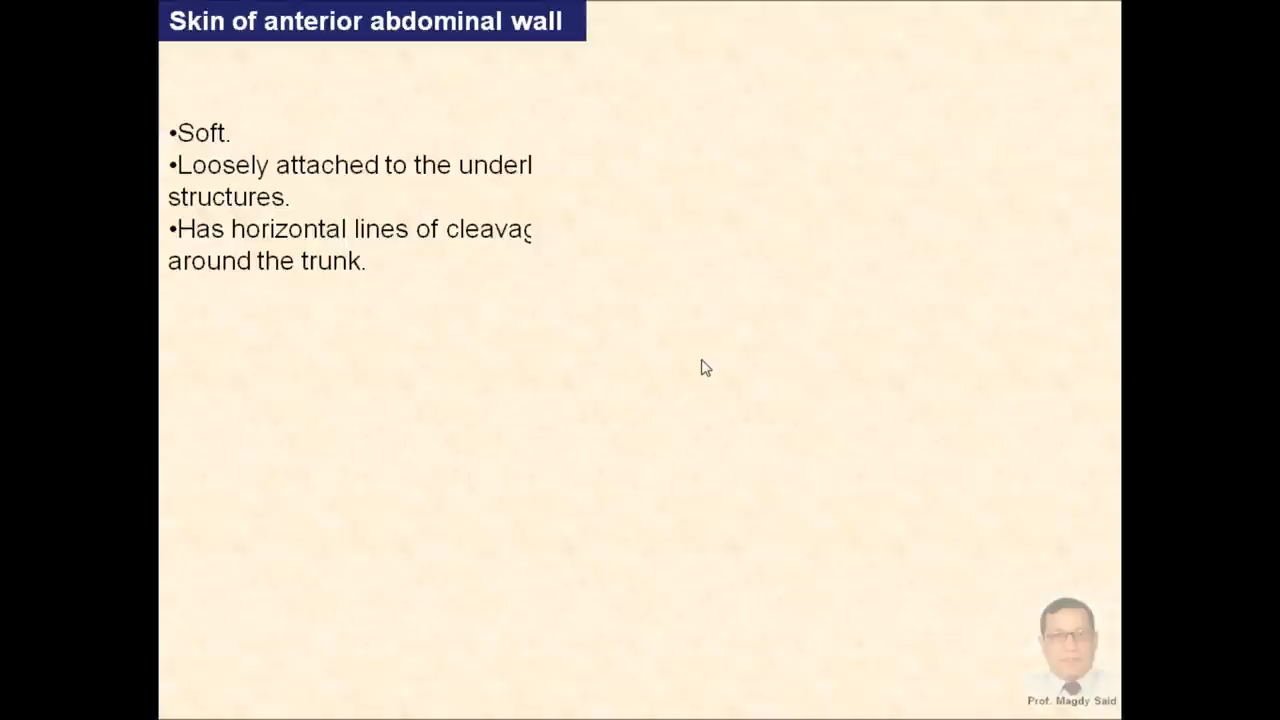 Skin of anterior abdominal wall
•Soft.
•Loosely attached to the underl
structures.
•Has horizontal lines of cleavag
around the trunk.
Prof. Magdy Said